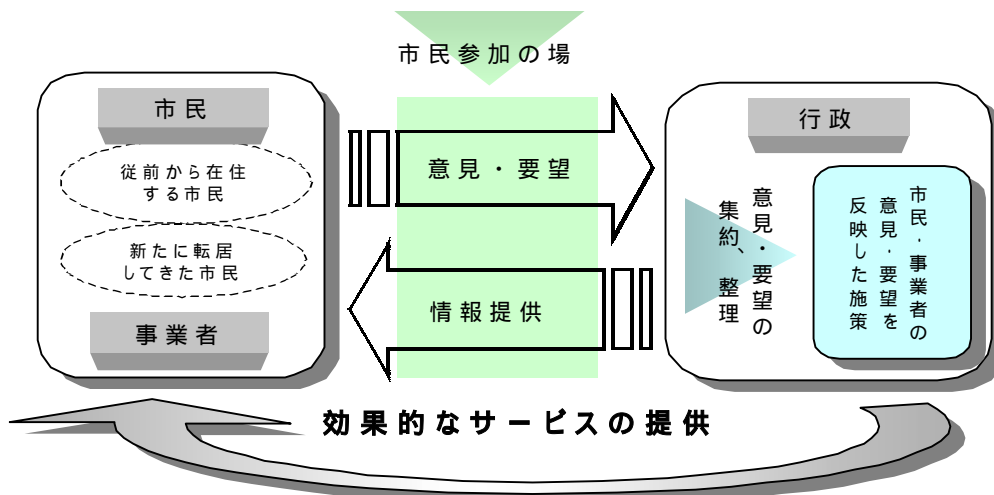 市民参加の場
市民
従前から在住
する市民
新たに転居
してきた市民
事業者
意見・要望
情報提供
行政
意見・要望の
集約、整理
市民・事業者の
意見・要望を
反映した施策
効果的なサービスの提供